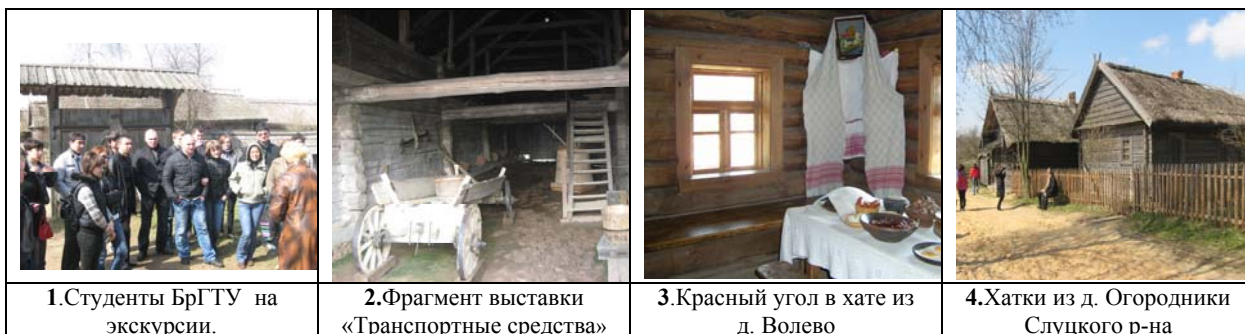 1.Студенты БрГТУ на
экскурсии.
2.Фрагмент выставки
«Транспортные средства»
3.Красный угол в хате из
д. Волево
4.Хатки из д. Огородники
Слуцкого р-на